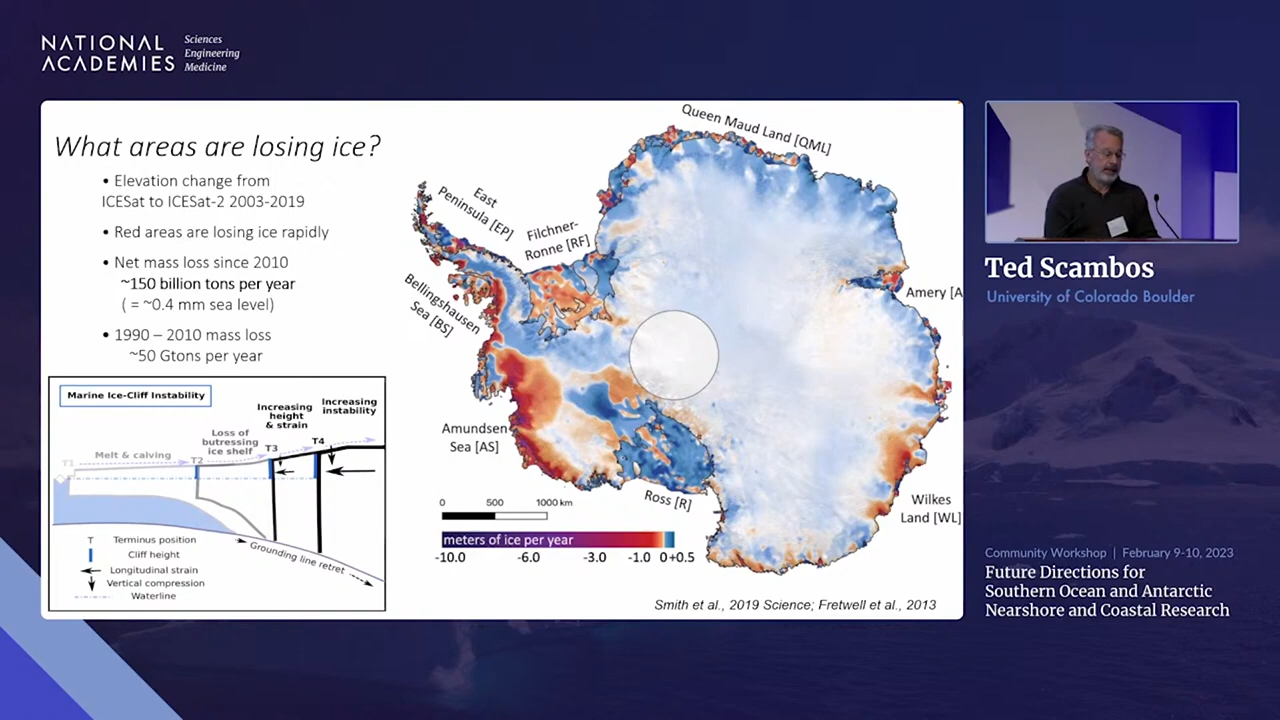 NATIONAL ACADEMIES
Sciences
Engineering
Medicine
What areas are losing ice?
• Elevation change from
ICESat to ICESat-2 2003-2019
• Red areas are losing ice rapidly
• Net mass loss since 2010
~150 billion tons per year
( = ~0.4 mm sea level)
• 1990 – 2010 mass loss
~50 Gtons per year
Marine Ice-Cliff Instability
Increasing
height
& strain
Increasing
instability
Loss of
butressing
ice shelf
Melt & calving
T1
T2
T3
T4
Grounding line retret
T Terminus position
Cliff height
Longitudinal strain
Vertical compression
Waterline
Queen Maud Land [QML]
East
Peninsula [EP]
Filchner-
Ronne [RF]
Bellingshausen
Sea [BS]
Amery [A
Amundsen
Sea [AS]
Ross [R]
Wilkes
Land [WL]
0 500 1000 km
meters of ice per year
-10.0 -6.0 -3.0 -1.0 0 +0.5
Smith et al., 2019 Science; Fretwell et al., 2013
Ted Scambos
University of Colorado Boulder
Community Workshop | February 9-10, 2023
Future Directions for
Southern Ocean and Antarctic
Nearshore and Coastal Research